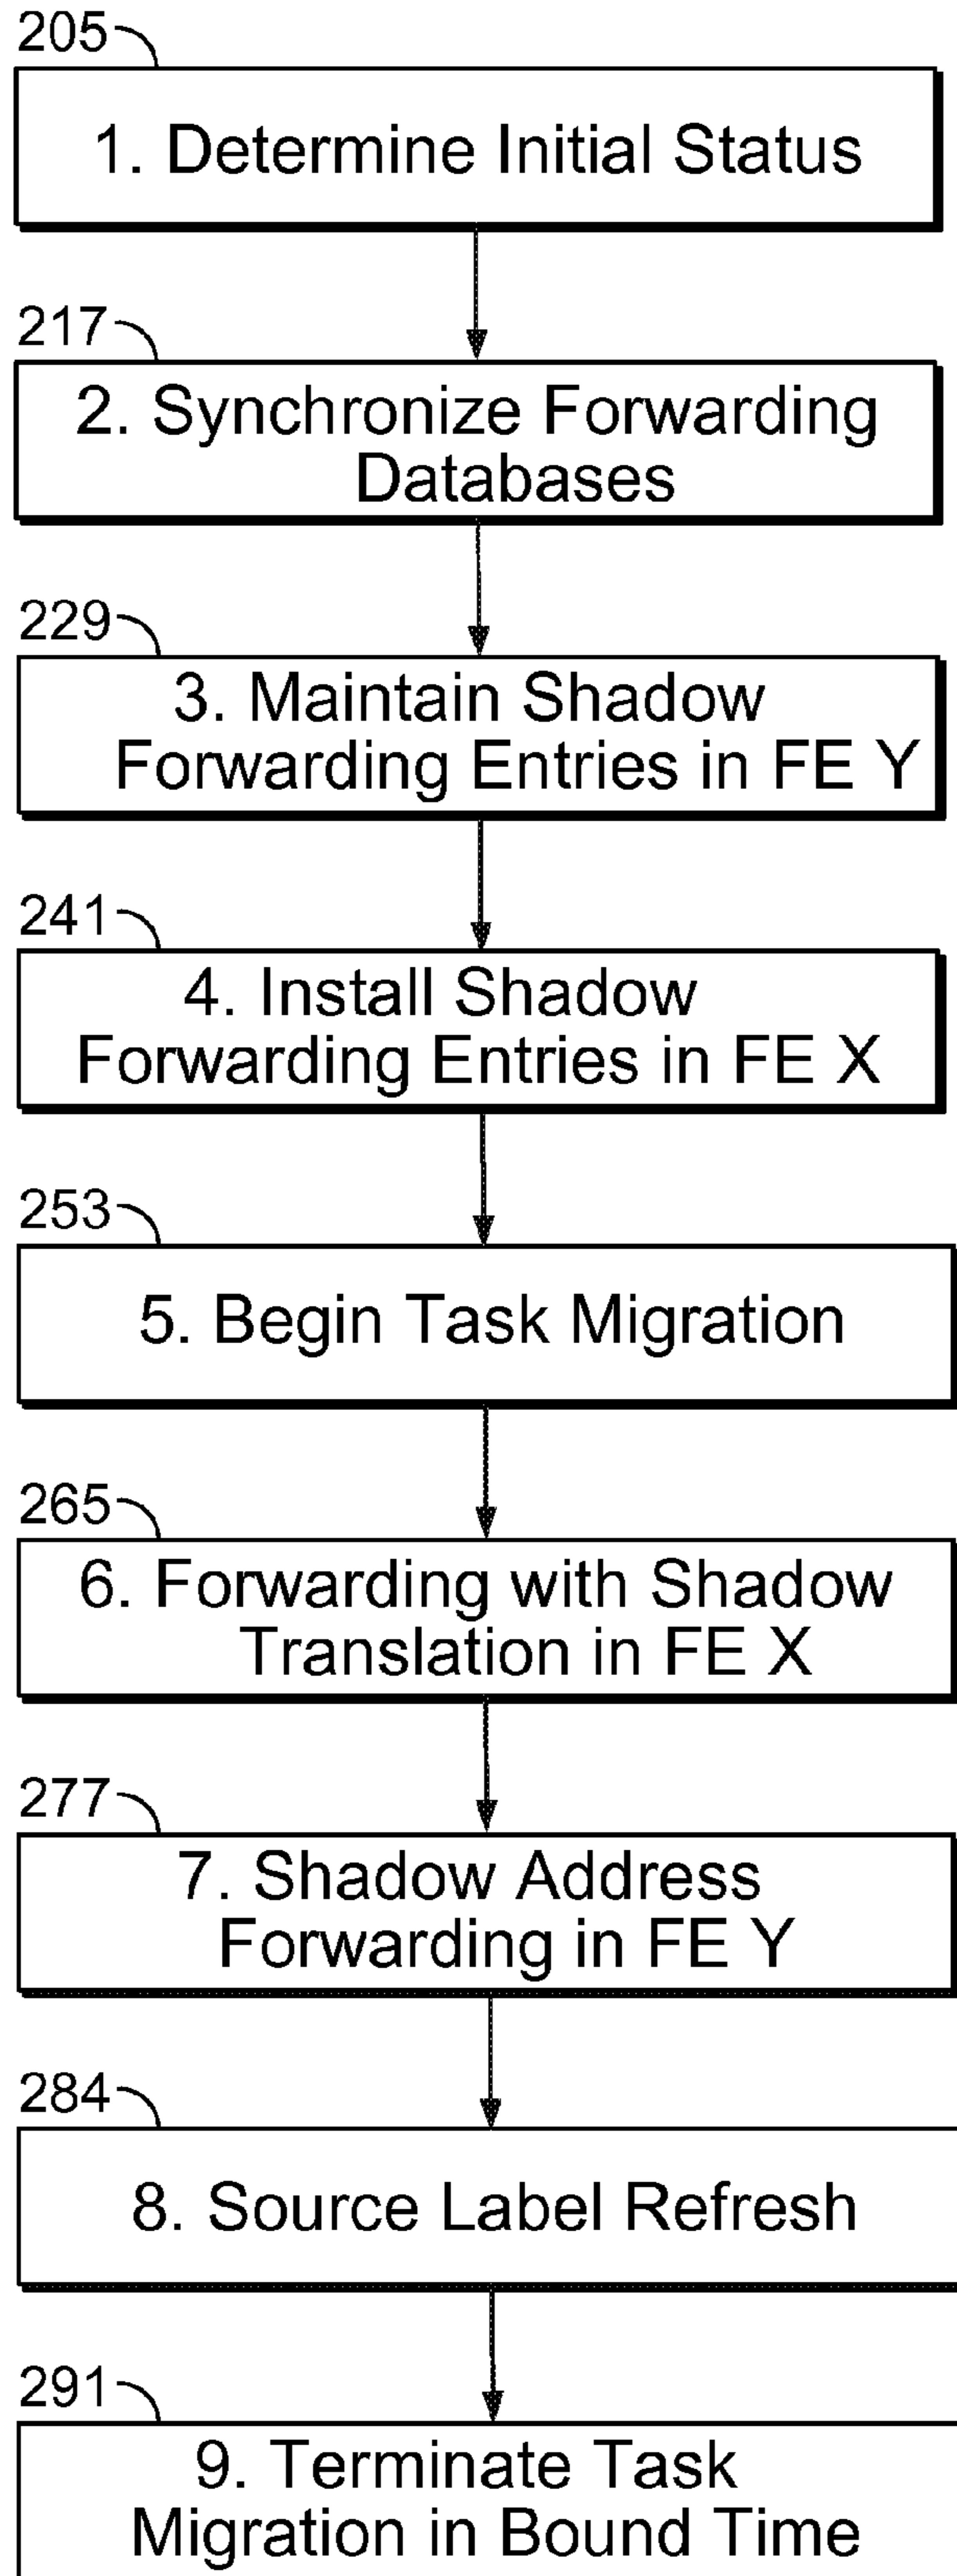 205
1. Determine Initial Status
217
2. Synchronize Forwarding
Databases
229
3. Maintain Shadow
Forwarding Entries in FE Y
241
4. Install Shadow
Forwarding Entries in FE X
253
5. Begin Task Migration
265
6. Forwarding with Shadow
Translation in FE X
277
7. Shadow Address
Forwarding in FE Y
284
8. Source Label Refresh
291
9. Terminate Task
Migration in Bound Time